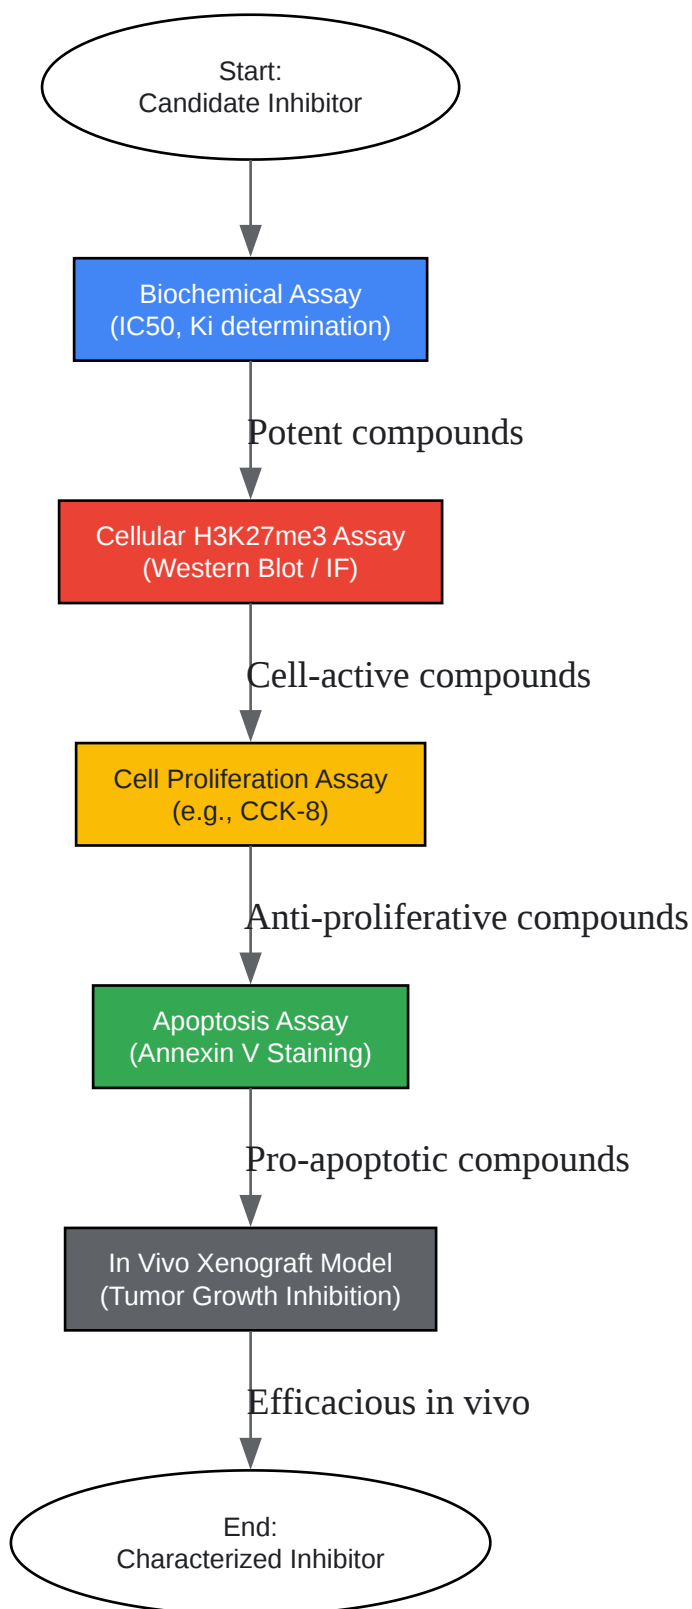 Start:
Candidate Inhibitor
Biochemical Assay
(IC50, Ki determination)
Potent compounds
Cellular H3K27me3 Assay
(Western Blot / IF)
Cell-active compounds
Cell Proliferation Assay
(e.g., CCK-8)
Anti-proliferative compounds
Apoptosis Assay
(Annexin V Staining)
Pro-apoptotic compounds
In Vivo Xenograft Model
(Tumor Growth Inhibition)
Efficacious in vivo
End:
Characterized Inhibitor